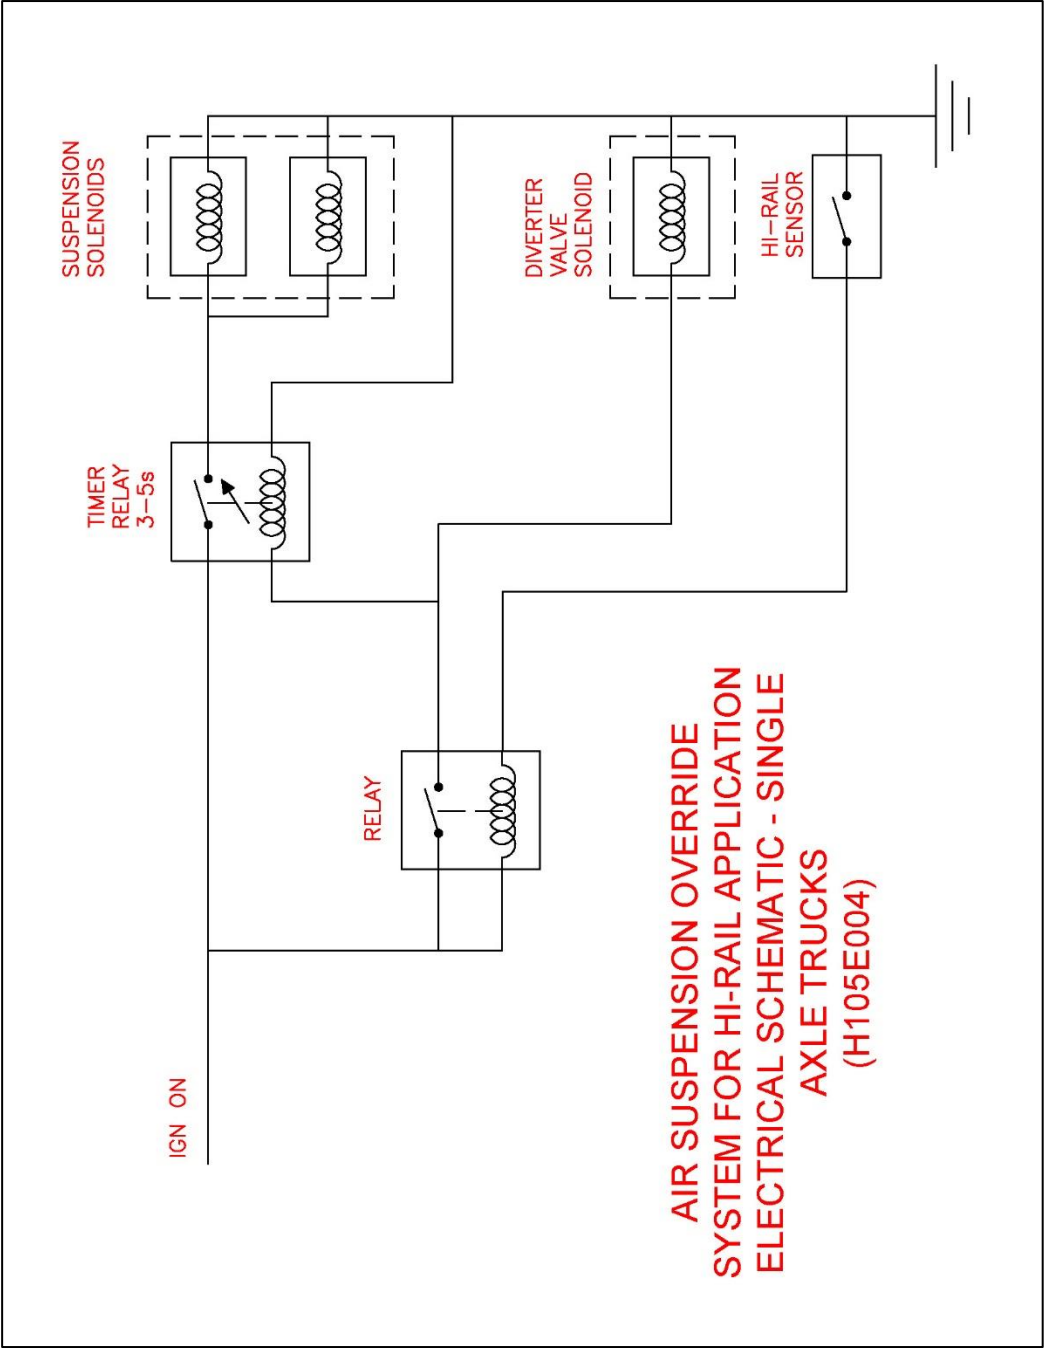 SUSPENSION
SOLENOIDS
DIVERTER
VALVE
SOLENOID
HI-RAIL
SENSOR
TIMER
RELAY
3-5s
RELAY
IGN ON
AIR SUSPENSION OVERRIDE
SYSTEM FOR HI-RAIL APPLICATION
ELECTRICAL SCHEMATIC - SINGLE
AXLE TRUCKS
(H105E004)